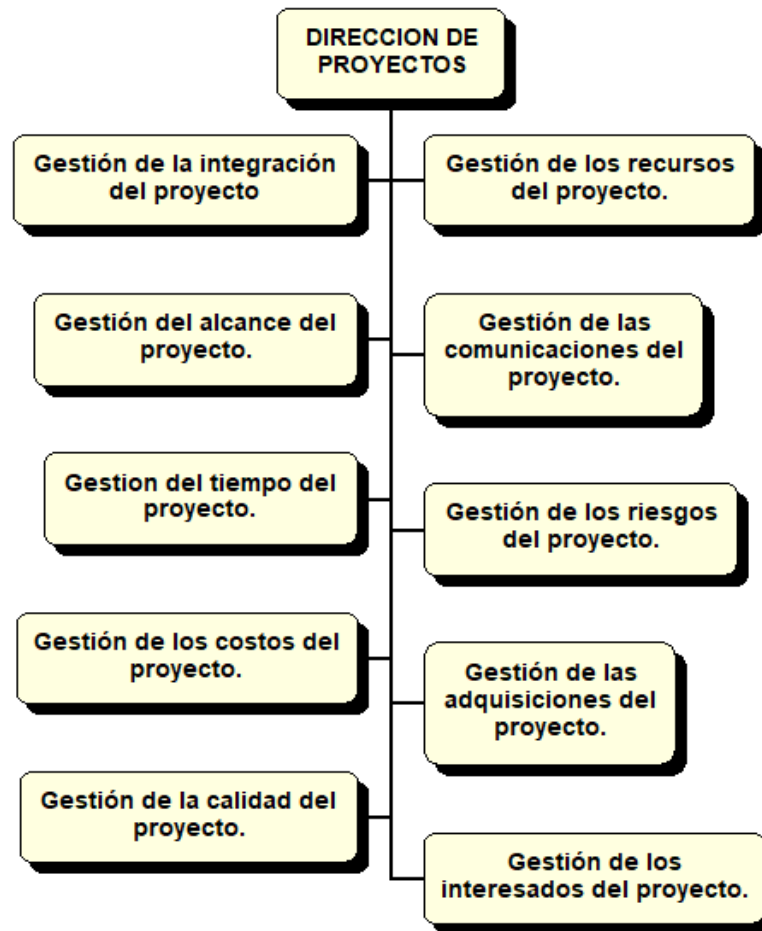 DIRECCION DE
PROYECTOS
Gestión de la integración
del proyecto
Gestión de los recursos
del proyecto.
Gestión del alcance del
proyecto.
Gestión de las
comunicaciones del
proyecto.
Gestion del tiempo del
proyecto.
Gestión de los riesgos
del proyecto.
Gestión de los costos del
proyecto.
Gestión de las
adquisiciones del
proyecto.
Gestión de la calidad del
proyecto.
Gestión de los
interesados del proyecto.